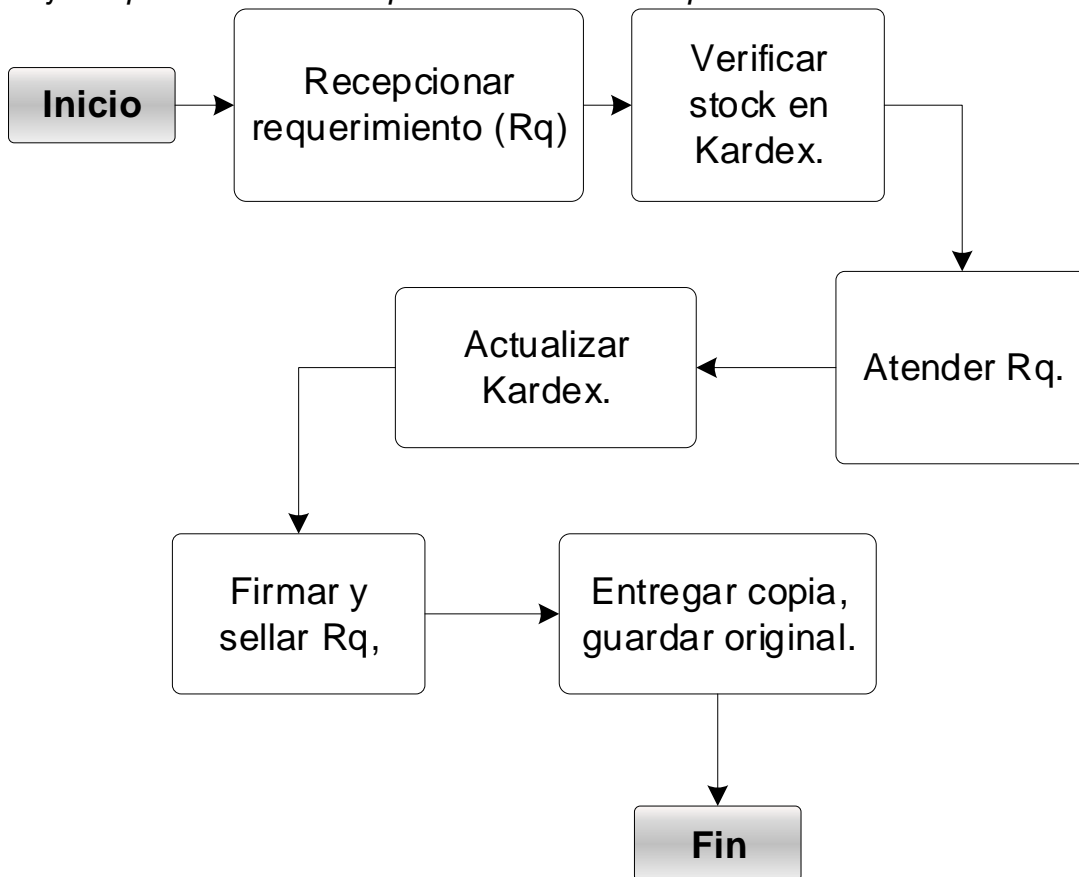 Inicio
Recepcionar
requerimiento (Rq)
Verificar
stock en
Kardex.
Atender Rq.
Actualizar
Kardex.
Firmar y
sellar Rq,
Entregar copia,
guardar original.
Fin